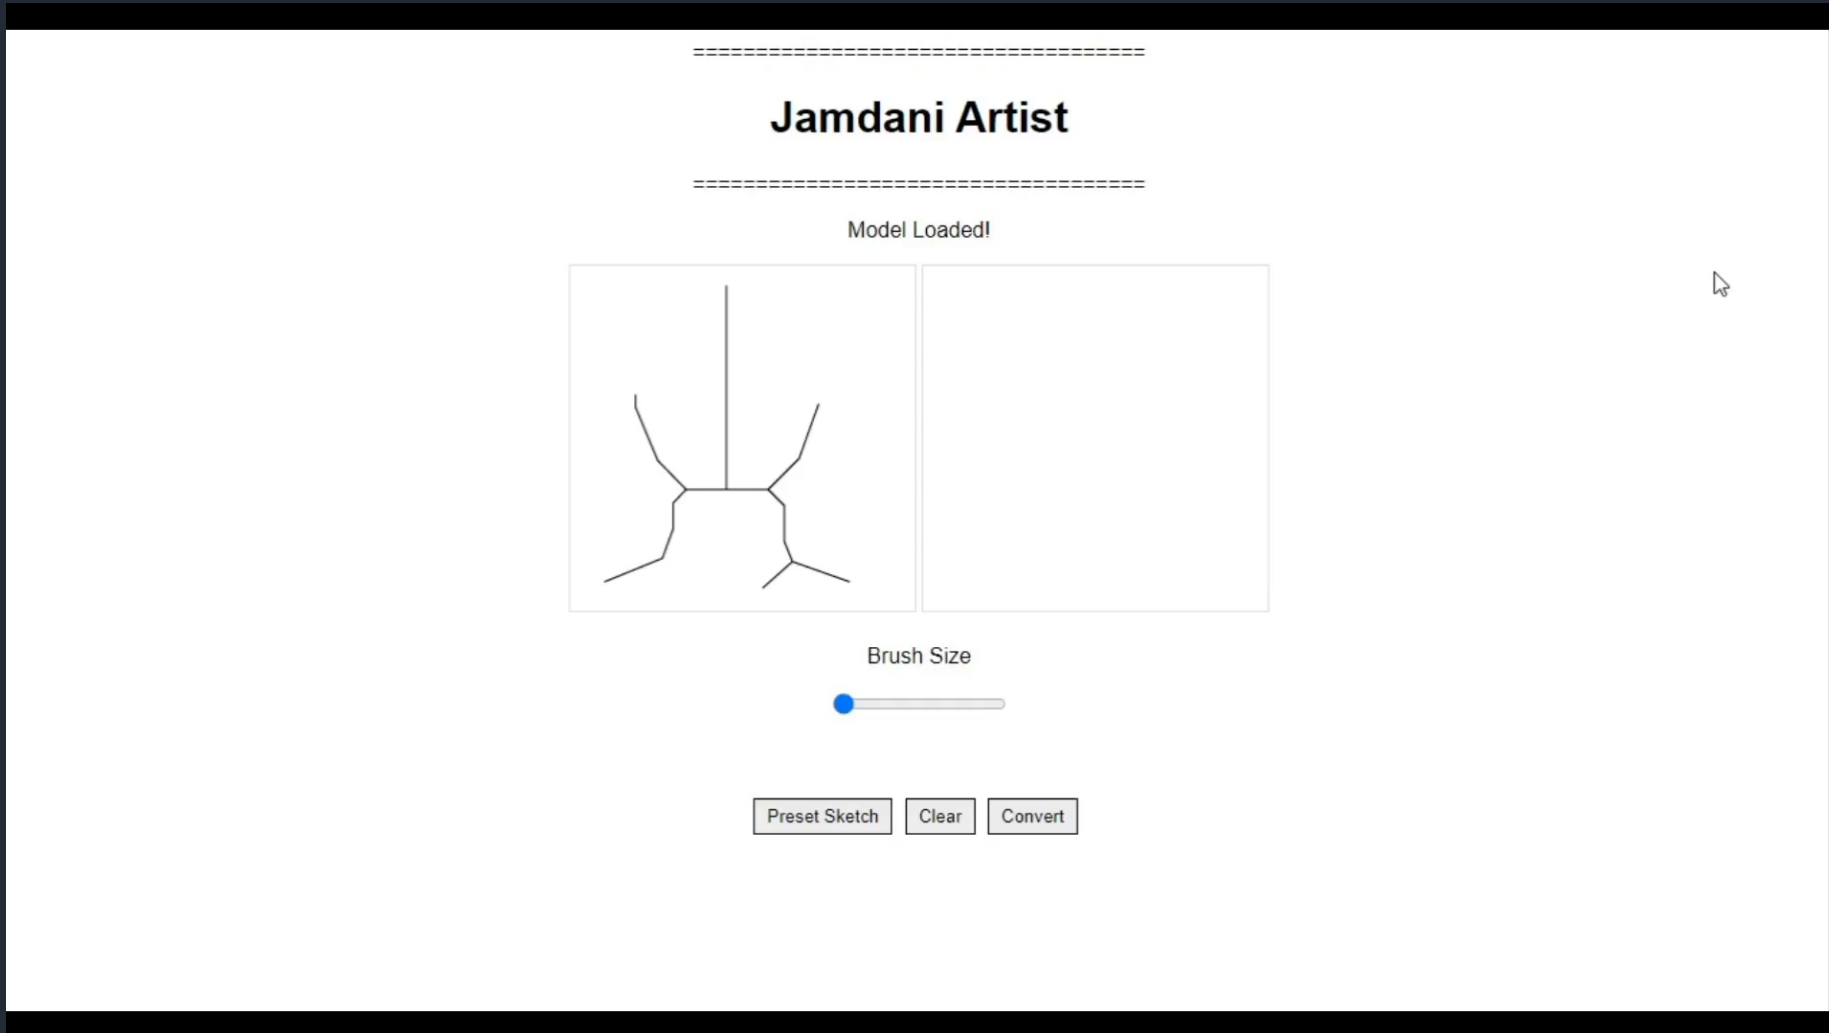 ====================================
Jamdani Artist
====================================
Model Loaded!
Brush Size
Preset Sketch
Clear
Convert